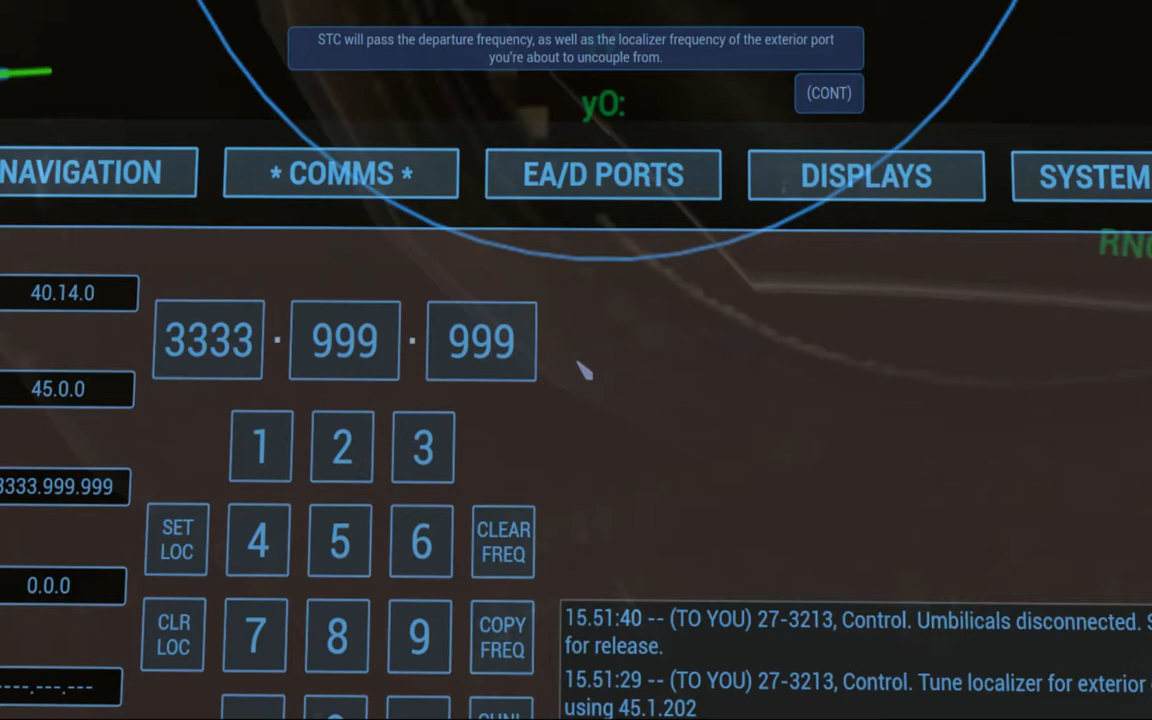 STC will pass the departure frequency, as well as the localizer frequency of the exterior port
you're about to uncouple from.
(CONT)
yO:
NAVIGATION
* COMMS *
EA/D PORTS
DISPLAYS
SYSTEM
40.14.0
3333 . 999 . 999
45.0.0
1 2 3
3333.999.999
SET
LOC
4 5 6
CLEAR
FREQ
0.0.0
CLR
LOC
7 8 9
COPY
FREQ
15.51:40 -- (TO YOU) 27-3213, Control. Umbilicals disconnected.
for release.
15.51:29 -- (TO YOU) 27-3213, Control. Tune localizer for exterior
using 45.1.202
----.---.---